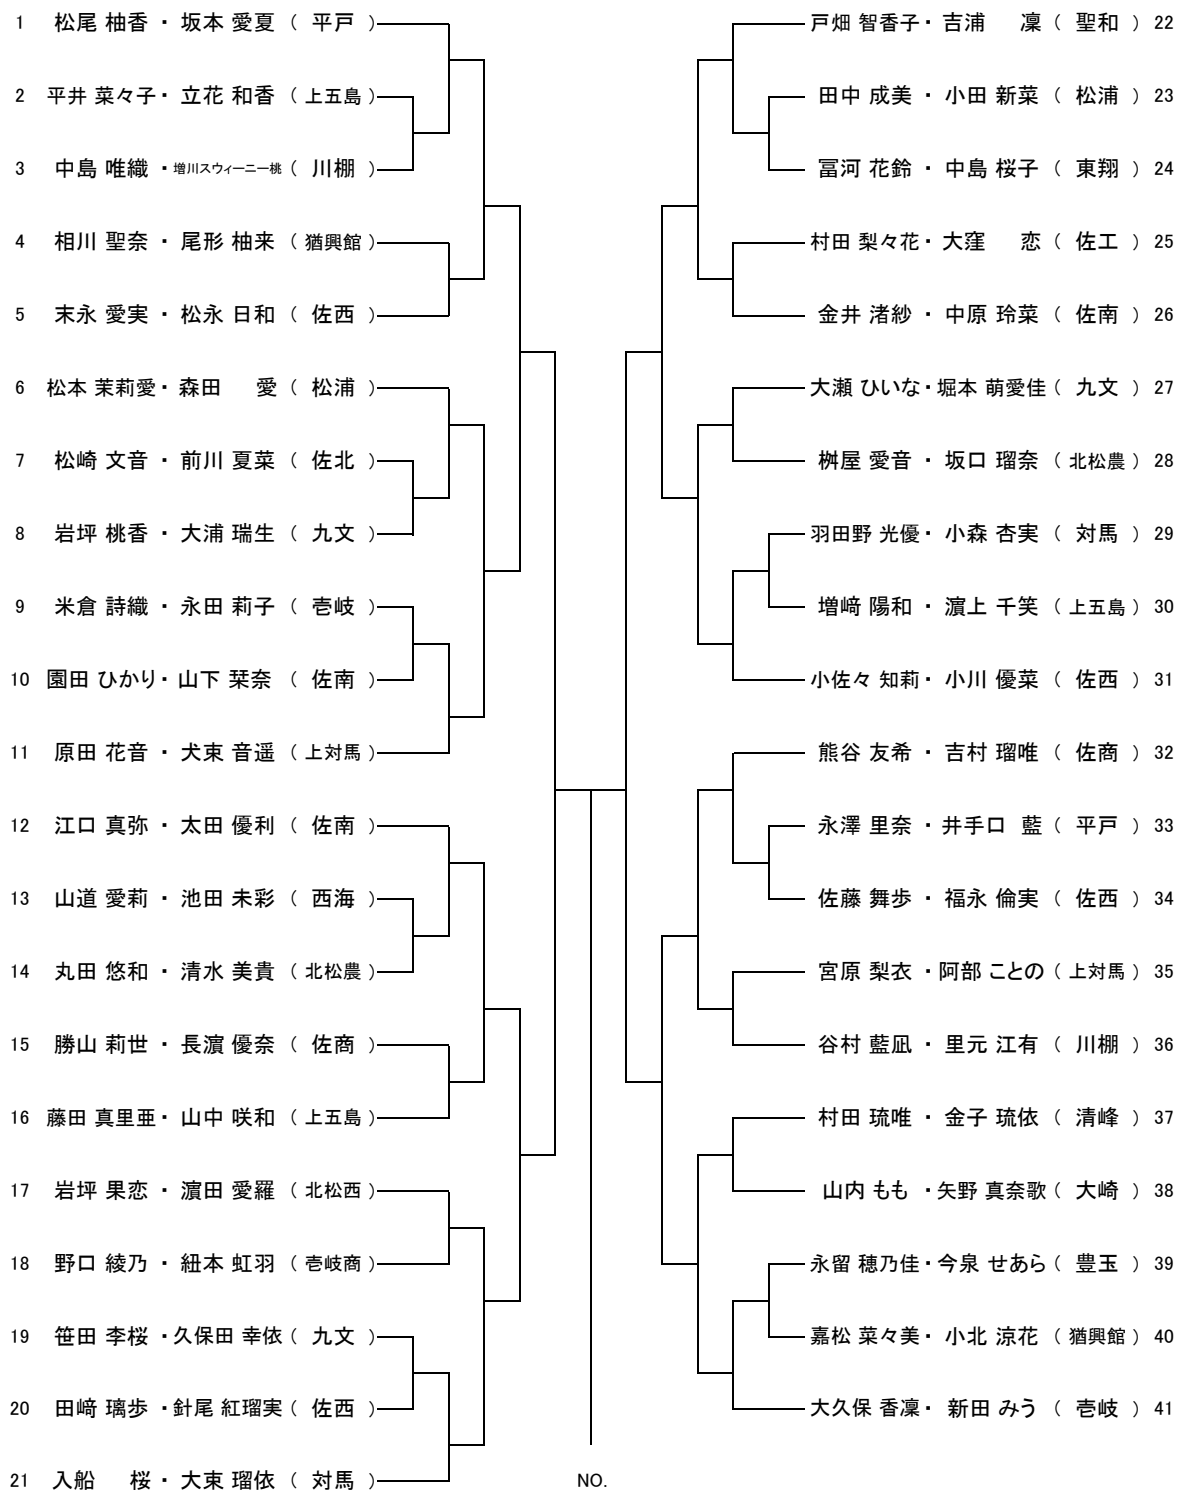 1 松尾 柚香 ・ 坂本 愛夏 （ 平戸 ）
2 平井 菜々子・ 立花 和香 （ 上五島 ）
3 中島 唯織 ・ 増川スウィーニー桃 （ 川棚 ）
4 相川 聖奈 ・ 尾形 柚来 （ 猶興館 ）
5 末永 愛実 ・ 松永 日和 （ 佐西 ）
6 松本 茉莉愛・ 森田 愛 （ 松浦 ）
7 松崎 文音 ・ 前川 夏菜 （ 佐北 ）
8 岩坪 桃香 ・ 大浦 瑞生 （ 九文 ）
9 米倉 詩織 ・ 永田 莉子 （ 壱岐 ）
10 園田 ひかり・ 山下 栞奈 （ 佐南 ）
11 原田 花音 ・ 犬束 音遥 （ 上対馬 ）
12 江口 真弥 ・ 太田 優利 （ 佐南 ）
13 山道 愛莉 ・ 池田 未彩 （ 西海 ）
14 丸田 悠和 ・ 清水 美貴 （ 北松農 ）
15 勝山 莉世 ・ 長濵 優奈 （ 佐商 ）
16 藤田 真里亜・ 山中 咲和 （ 上五島 ）
17 岩坪 果恋 ・ 濵田 愛羅 （ 北松西 ）
18 野口 綾乃 ・ 紐本 虹羽 （ 壱岐商 ）
19 笹田 李桜 ・ 久保田 幸依 （ 九文 ）
20 田﨑 璃歩 ・ 針尾 紅瑠実 （ 佐西 ）
21 入船 桜 ・ 大束 瑠依 （ 対馬 ）
戸畑 智香子・ 吉浦 凜 （ 聖和 ） 22
田中 成美 ・ 小田 新菜 （ 松浦 ） 23
冨河 花鈴 ・ 中島 桜子 （ 東翔 ） 24
村田 梨々花・ 大窪 恋 （ 佐工 ） 25
金井 渚紗 ・ 中原 玲菜 （ 佐南 ） 26
大瀬 ひいな・ 堀本 萌愛佳 （ 九文 ） 27
桝屋 愛音 ・ 坂口 瑠奈 （ 北松農 ） 28
羽田野 光優・ 小森 杏実 （ 対馬 ） 29
増﨑 陽和 ・ 濵上 千笑 （ 上五島 ） 30
小佐々 知莉・ 小川 優菜 （ 佐西 ） 31
熊谷 友希 ・ 吉村 瑠唯 （ 佐商 ） 32
永澤 里奈 ・ 井手口 藍 （ 平戸 ） 33
佐藤 舞歩 ・ 福永 倫実 （ 佐西 ） 34
宮原 梨衣 ・ 阿部 ことの （ 上対馬 ） 35
谷村 藍凪 ・ 里元 江有 （ 川棚 ） 36
村田 琉唯 ・ 金子 琉依 （ 清峰 ） 37
山内 もも ・ 矢野 真奈歌 （ 大崎 ） 38
永留 穂乃佳・ 今泉 せあら （ 豊玉 ） 39
嘉松 菜々美・ 小北 涼花 （ 猶興館 ） 40
大久保 香凜・ 新田 みう （ 壱岐 ） 41
NO.